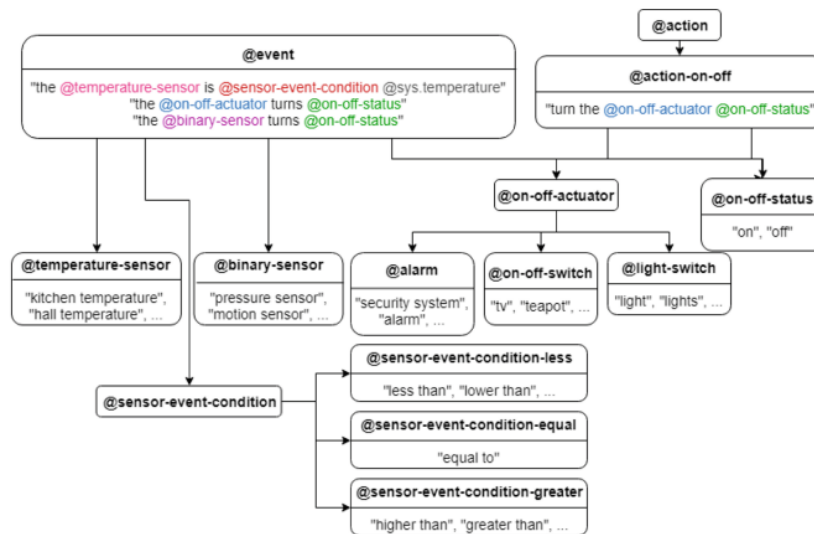 @event
"the @temperature-sensor is @sensor-event-condition @sys.temperature"
"the @on-off-actuator turns @on-off-status"
"the @binary-sensor turns @on-off-status"
@action
@action-on-off
"turn the @on-off-actuator @on-off-status"
@on-off-actuator
@on-off-status
"on", "off"
@temperature-sensor
"kitchen temperature",
"hall temperature", ...
@binary-sensor
"pressure sensor",
"motion sensor", ...
@alarm
"security system",
"alarm", ...
@on-off-switch
"tv", "teapot", ...
@light-switch
"light", "lights", ...
@sensor-event-condition
@sensor-event-condition-less
"less than", "lower than", ...
@sensor-event-condition-equal
"equal to"
@sensor-event-condition-greater
"higher than", "greater than", ...